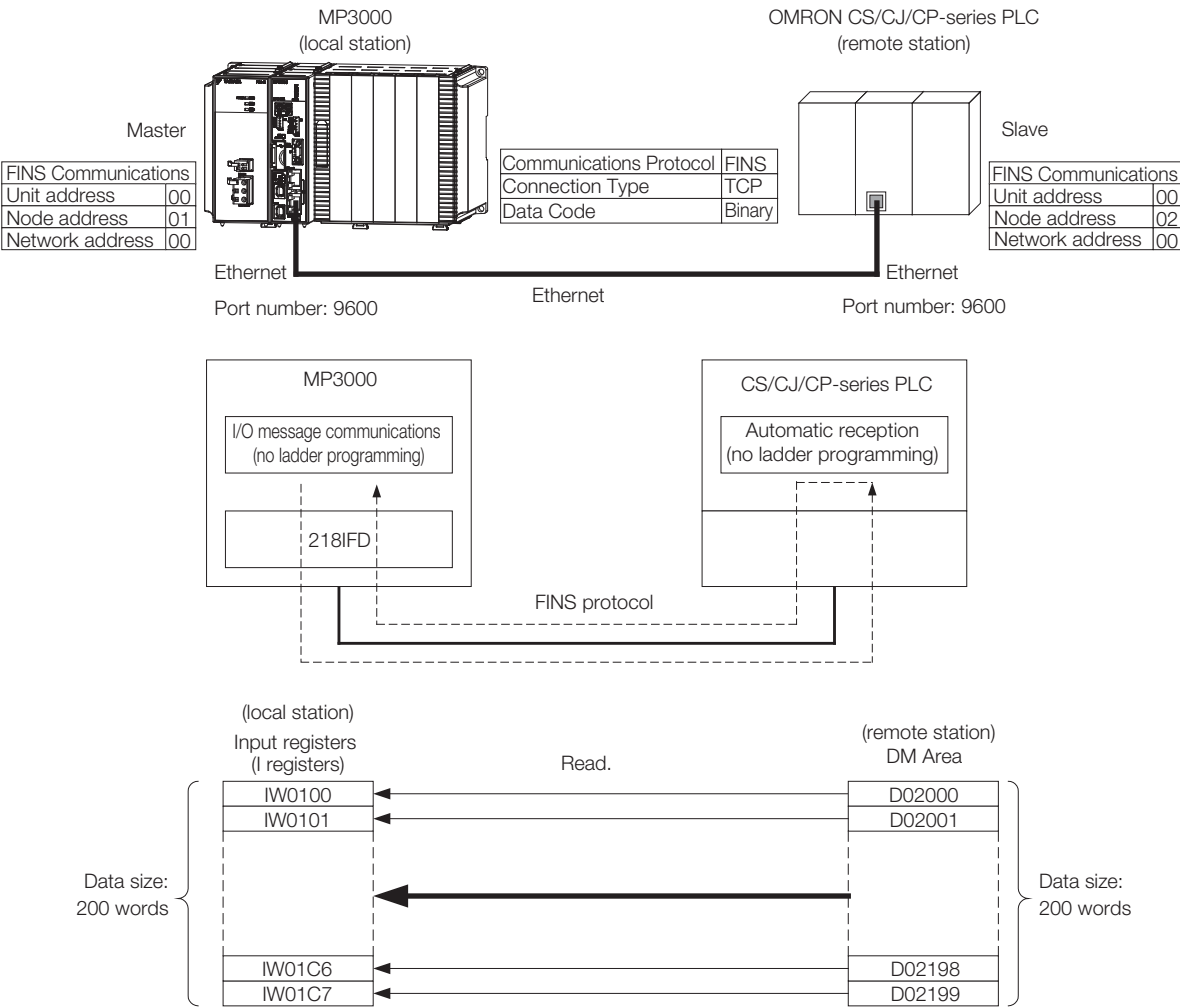 MP3000
(local station)
OMRON CS/CJ/CP-series PLC
(remote station)
Master
Slave
FINS Communications
Unit address 00
Node address 01
Network address 00
Communications Protocol FINS
Connection Type TCP
Data Code Binary
FINS Communications
Unit address 00
Node address 02
Network address 00
Ethernet
Port number: 9600
Ethernet
Ethernet
Port number: 9600
MP3000
I/O message communications
(no ladder programming)
218IFD
CS/CJ/CP-series PLC
Automatic reception
(no ladder programming)
FINS protocol
(local station)
Input registers
(I registers)
Read.
(remote station)
DM Area
IW0100 D02000
IW0101 D02001
Data size:
200 words
Data size:
200 words
IW01C6 D02198
IW01C7 D02199